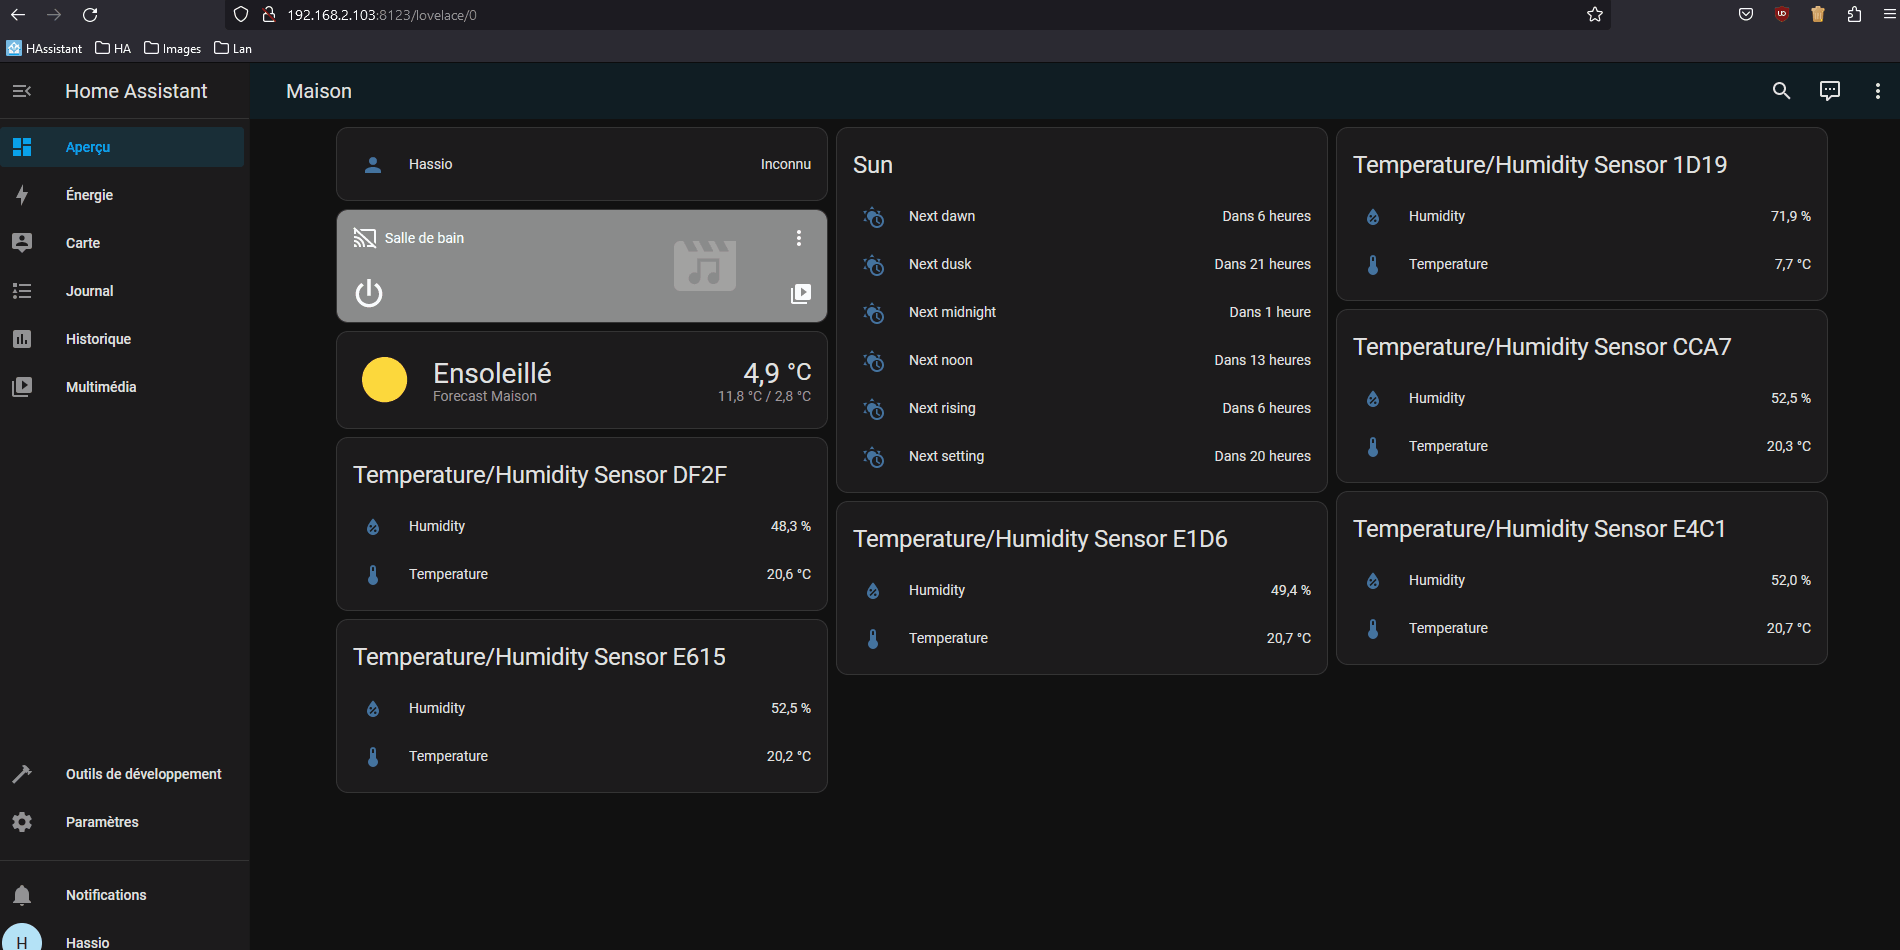 192.168.2.103:8123/lovelace/0
HAssistant HA Images Lan
Home Assistant
Aperçu
Énergie
Carte
Journal
Historique
Multimédia
Outils de développement
Paramètres
Notifications
H Hassio
Maison
Hassio Inconnu
Salle de bain
Ensoleillé 4,9 °C
Forecast Maison 11,8 °C / 2,8 °C
Temperature/Humidity Sensor DF2F
Humidity 48,3 %
Temperature 20,6 °C
Temperature/Humidity Sensor E615
Humidity 52,5 %
Temperature 20,2 °C
Sun
Next dawn Dans 6 heures
Next dusk Dans 21 heures
Next midnight Dans 1 heure
Next noon Dans 13 heures
Next rising Dans 6 heures
Next setting Dans 20 heures
Temperature/Humidity Sensor E1D6
Humidity 49,4 %
Temperature 20,7 °C
Temperature/Humidity Sensor 1D19
Humidity 71,9 %
Temperature 7,7 °C
Temperature/Humidity Sensor CCA7
Humidity 52,5 %
Temperature 20,3 °C
Temperature/Humidity Sensor E4C1
Humidity 52,0 %
Temperature 20,7 °C